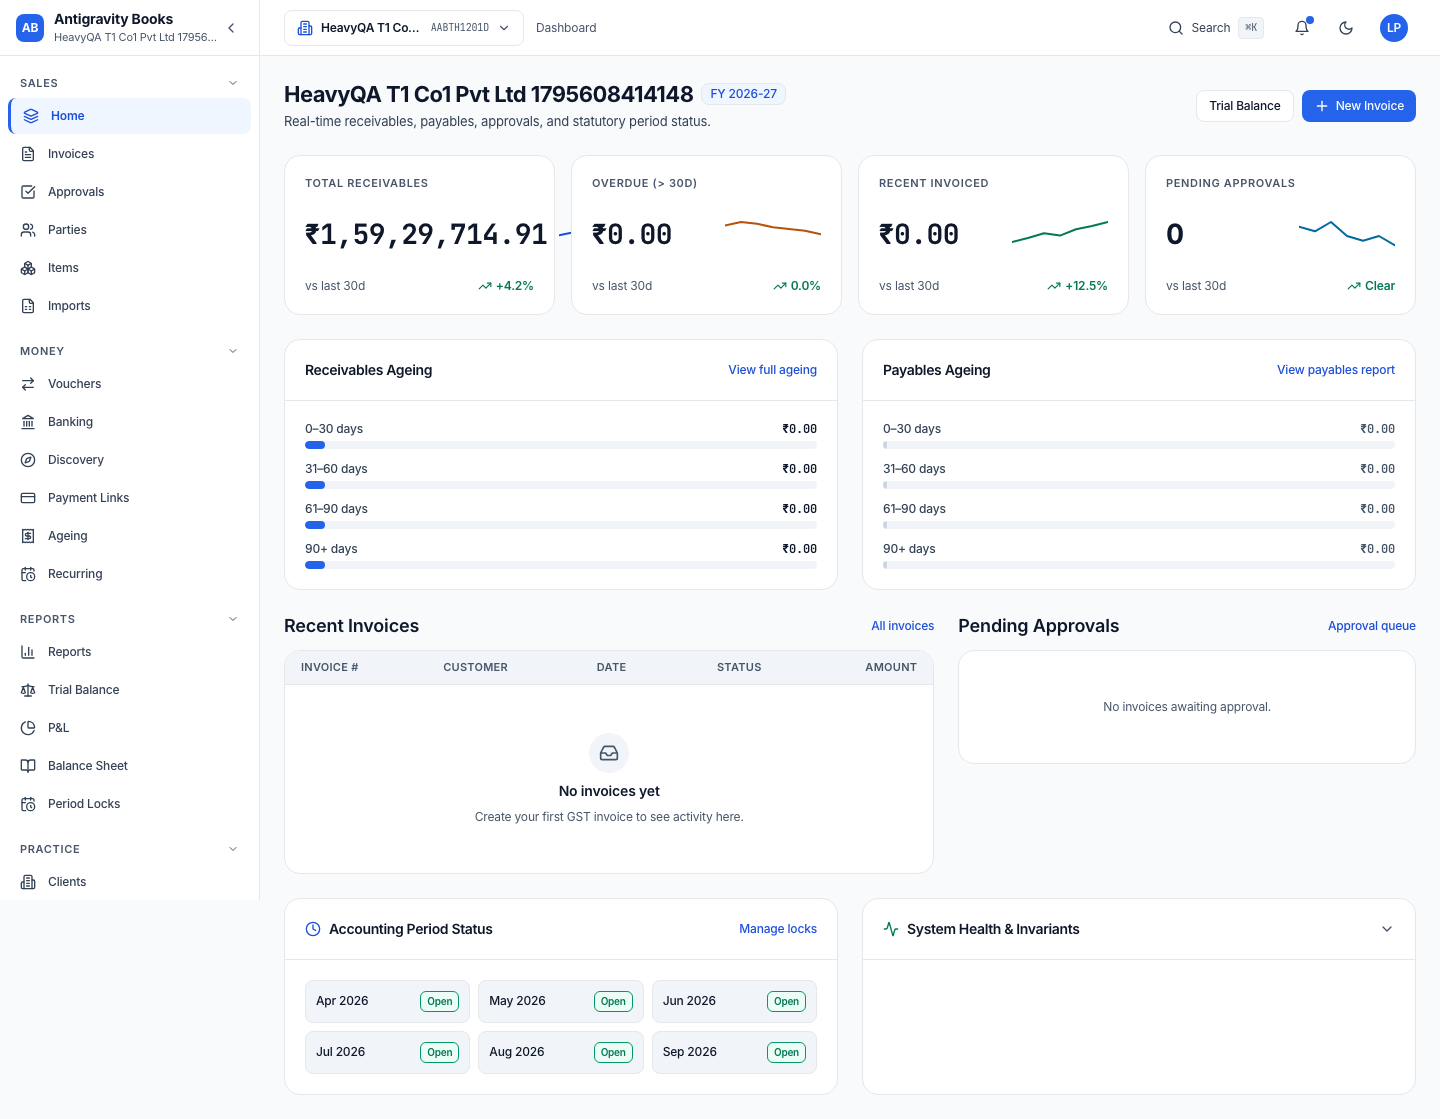 AB
Antigravity Books
HeavyQA T1 Co1 Pvt Ltd 17956...
HeavyQA T1 Co... AABTH1201D
Dashboard
Search ⌘K
LP
SALES
Home
Invoices
Approvals
Parties
Items
Imports
MONEY
Vouchers
Banking
Discovery
Payment Links
Ageing
Recurring
REPORTS
Reports
Trial Balance
P&L
Balance Sheet
Period Locks
PRACTICE
Clients
HeavyQA T1 Co1 Pvt Ltd 1795608414148 FY 2026-27
Real-time receivables, payables, approvals, and statutory period status.
Trial Balance
New Invoice
TOTAL RECEIVABLES
₹1,59,29,714.91
vs last 30d +4.2%
OVERDUE (> 30D)
₹0.00
vs last 30d 0.0%
RECENT INVOICED
₹0.00
vs last 30d +12.5%
PENDING APPROVALS
0
vs last 30d Clear
Receivables Ageing View full ageing
0–30 days ₹0.00
31–60 days ₹0.00
61–90 days ₹0.00
90+ days ₹0.00
Payables Ageing View payables report
0–30 days ₹0.00
31–60 days ₹0.00
61–90 days ₹0.00
90+ days ₹0.00
Recent Invoices All invoices
INVOICE # CUSTOMER DATE STATUS AMOUNT
No invoices yet
Create your first GST invoice to see activity here.
Pending Approvals Approval queue
No invoices awaiting approval.
Accounting Period Status Manage locks
Apr 2026 Open May 2026 Open Jun 2026 Open
Jul 2026 Open Aug 2026 Open Sep 2026 Open
System Health & Invariants